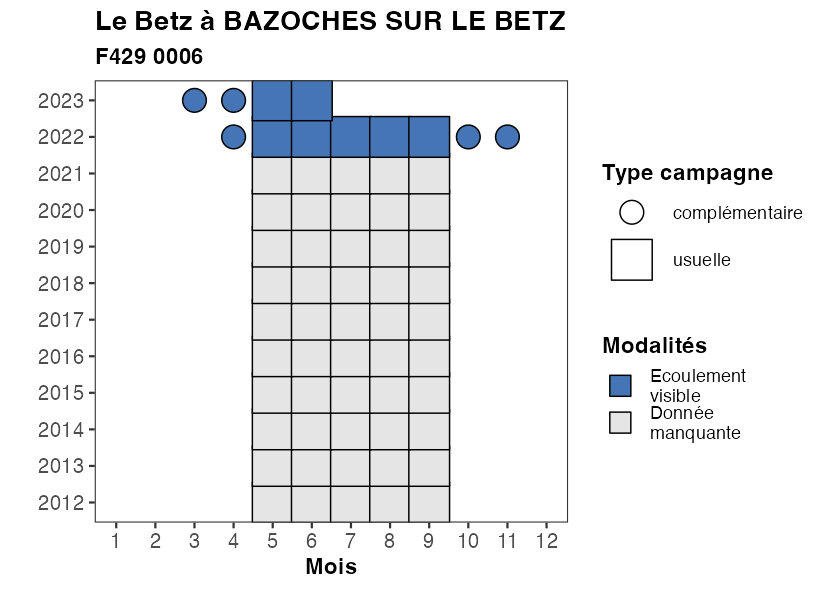 Le Betz à BAZOCHES SUR LE BETZ
F429 0006
2023
2022
2021
2020
2019
2018
2017
2016
2015
2014
2013
2012
1 2 3 4 5 6 7 8 9 10 11 12
Mois
Type campagne
complémentaire
usuelle
Modalités
Ecoulement
visible
Donnée
manquante